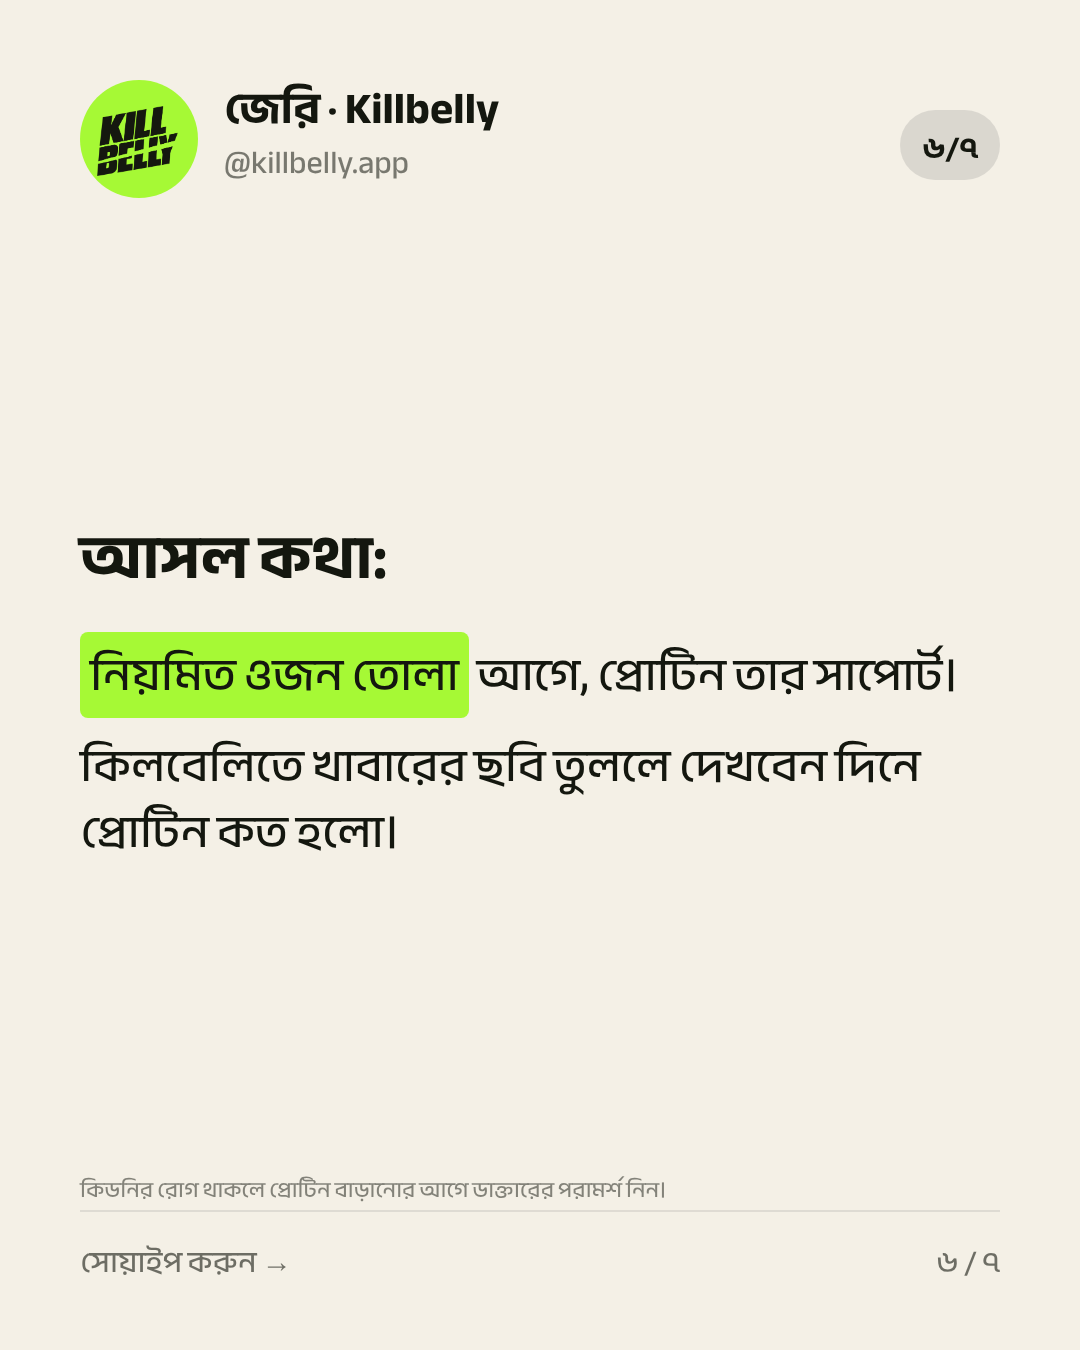 KILL
BELLY
জেরি · Killbelly
@killbelly.app
৬/৭
আসল কথা:
নিয়মিত ওজন তোলা আগে, প্রোটিন তার সাপোর্ট।
কিলবেলিতে খাবারের ছবি তুললে দেখবেন দিনে
প্রোটিন কত হলো।
কিডনির রোগ থাকলে প্রোটিন বাড়ানোর আগে ডাক্তারের পরামর্শ নিন।
সোয়াইপ করুন →
৬ / ৭